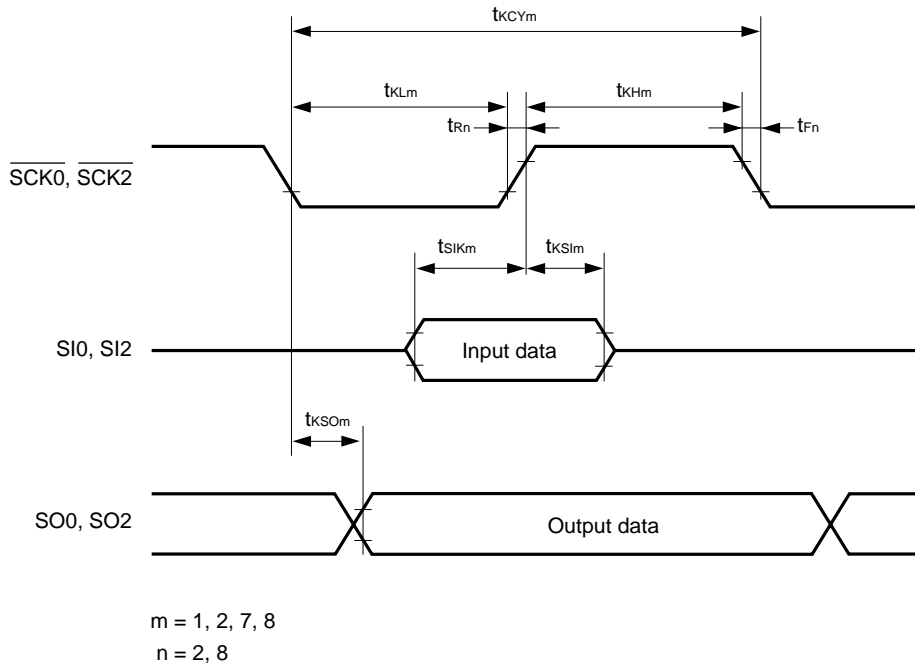 tKCYm
tKLm
tKHm
tRn
tFn
SCK0, SCK2
tSIKm
tKSIm
SI0, SI2
Input data
tKSOm
SO0, SO2
Output data
m = 1, 2, 7, 8
n = 2, 8